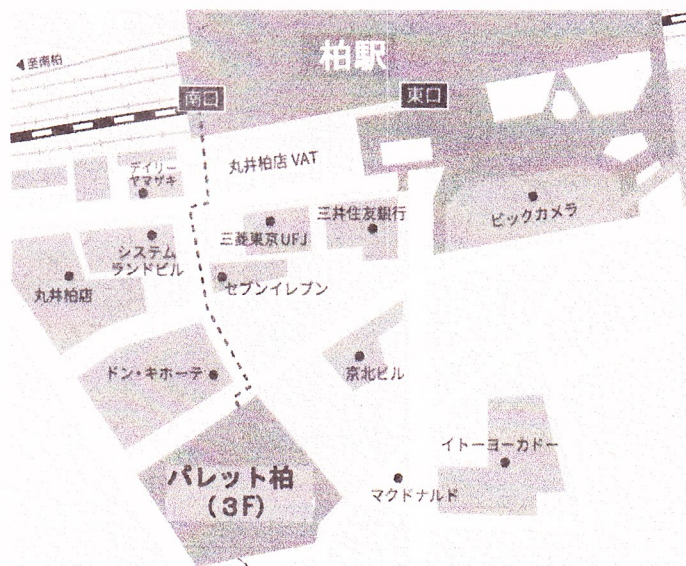 柏駅
◀至南柏
南口
東口
デイリー
ヤマザキ
丸井柏店 VAT
三井住友銀行
ビックカメラ
システム
ランドビル
三菱東京UFJ
丸井柏店
セブンイレブン
ドン・キホーテ
京北ビル
イトーヨーカドー
パレット柏
(3F)
マクドナルド